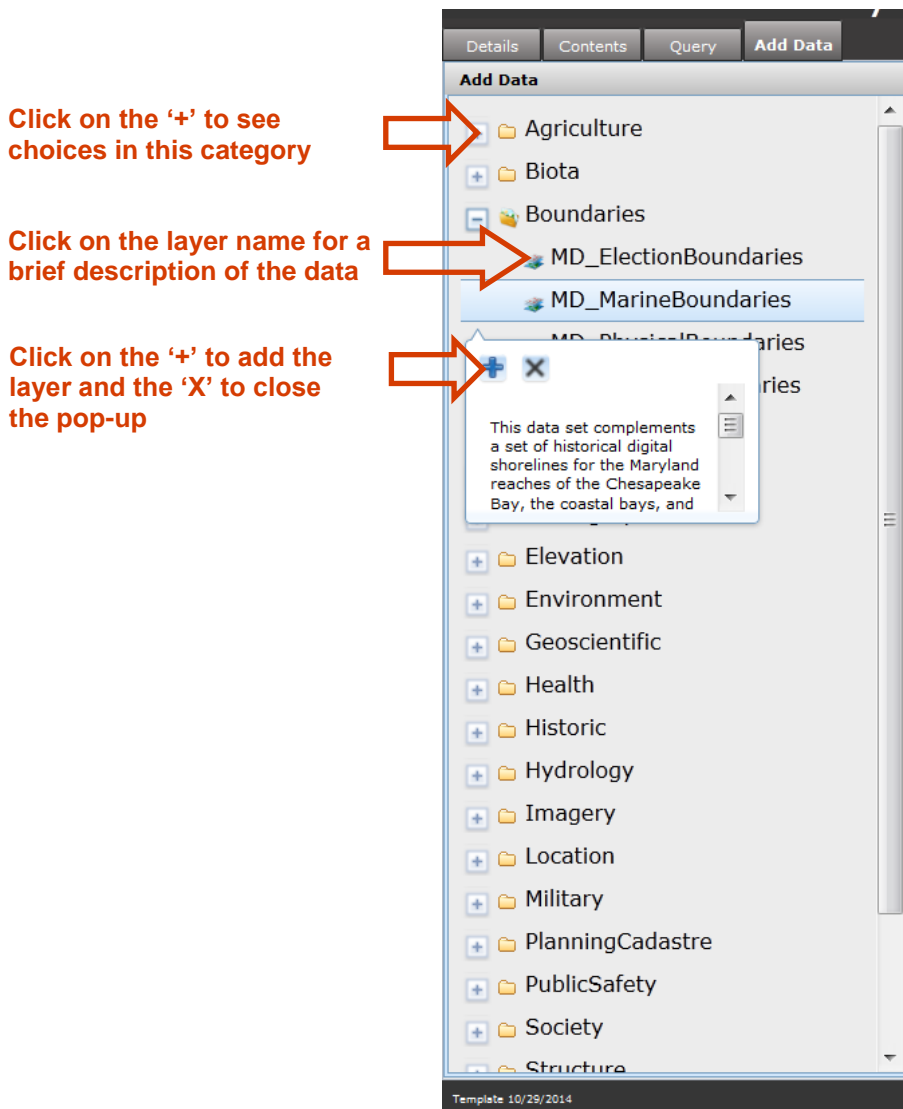 Details Contents Query Add Data
Add Data
Click on the ‘+’ to see
choices in this category
Agriculture
Biota
Boundaries
Click on the layer name for a
brief description of the data
MD_ElectionBoundaries
MD_MarineBoundaries
MD_PhysicalBoundaries
Click on the ‘+’ to add the
layer and the ‘X’ to close
the pop-up
ries
This data set complements
a set of historical digital
shorelines for the Maryland
reaches of the Chesapeake
Bay, the coastal bays, and
Elevation
Environment
Geoscientific
Health
Historic
Hydrology
Imagery
Location
Military
PlanningCadastre
PublicSafety
Society
Structure
Template 10/29/2014